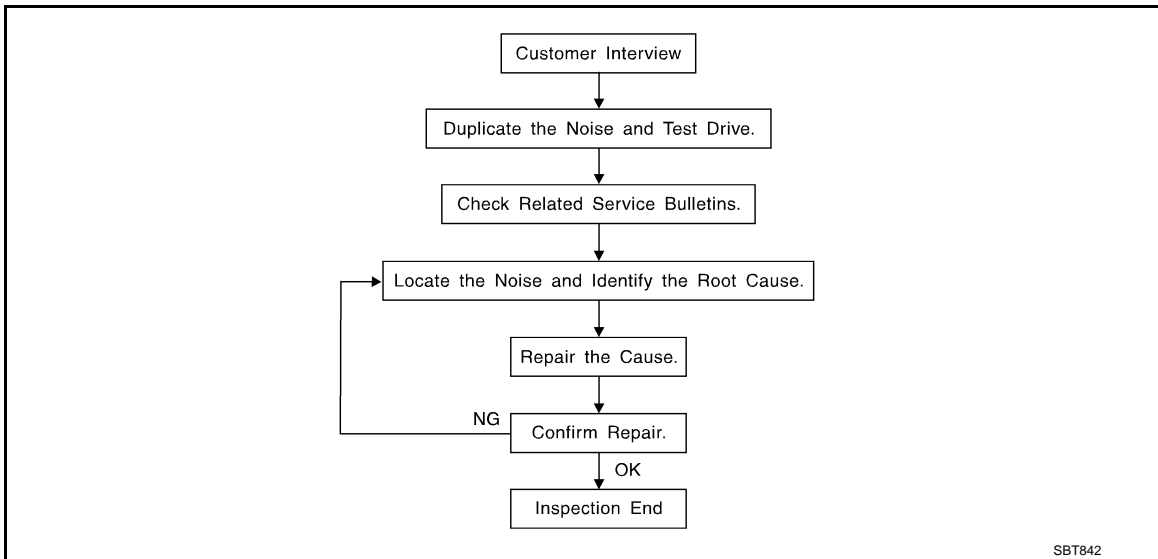 Customer Interview
Duplicate the Noise and Test Drive.
Check Related Service Bulletins.
Locate the Noise and Identify the Root Cause.
Repair the Cause.
NG
Confirm Repair.
OK
Inspection End
SBT842